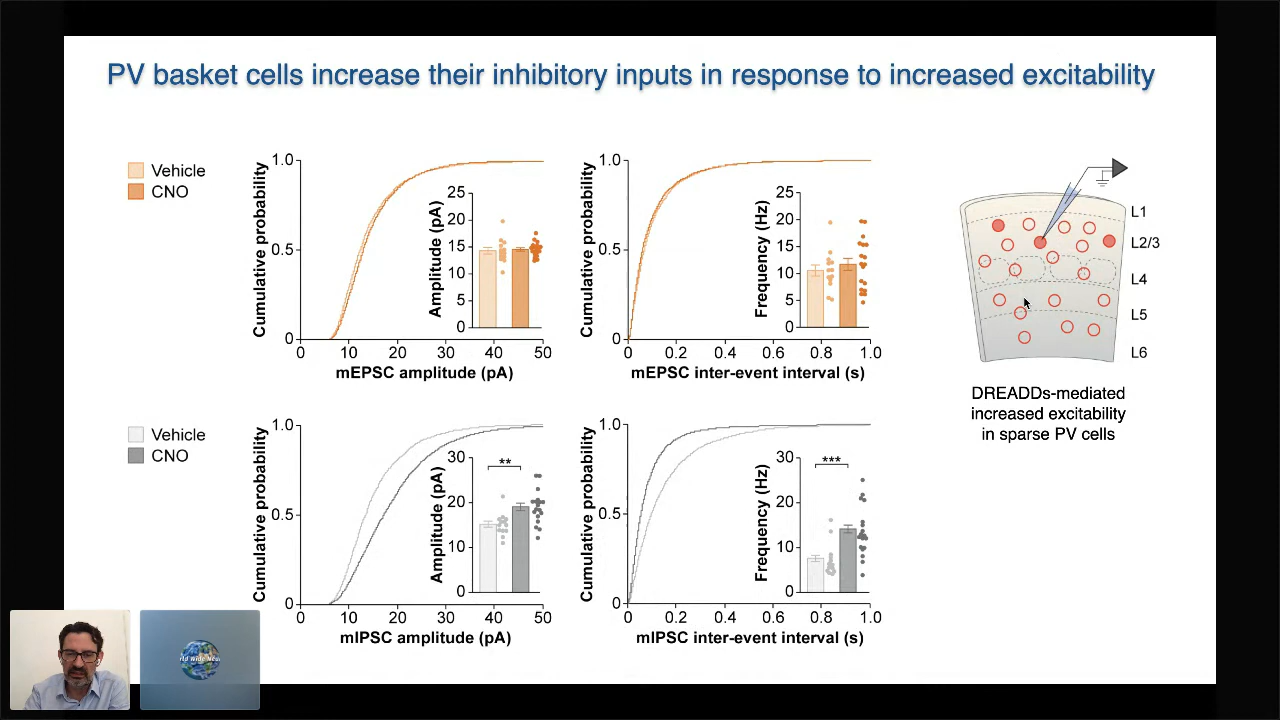 PV basket cells increase their inhibitory inputs in response to increased excitability
Vehicle
CNO
Cumulative probability
1.0
0.5
0
0 10 20 30 40 50
mEPSC amplitude (pA)
Amplitude (pA)
25
20
15
10
5
0
Cumulative probability
1.0
0.5
0
0 0.2 0.4 0.6 0.8 1.0
mEPSC inter-event interval (s)
Frequency (Hz)
25
20
15
10
5
0
L1
L2/3
L4
L5
L6
DREADDs-mediated
increased excitability
in sparse PV cells
Vehicle
CNO
Cumulative probability
1.0
0.5
0
0 10 20 30 40 50
mIPSC amplitude (pA)
Amplitude (pA)
30
20
10
0
**
Cumulative probability
1.0
0.5
0
0 0.2 0.4 0.6 0.8 1.0
mIPSC inter-event interval (s)
Frequency (Hz)
30
20
10
0
***